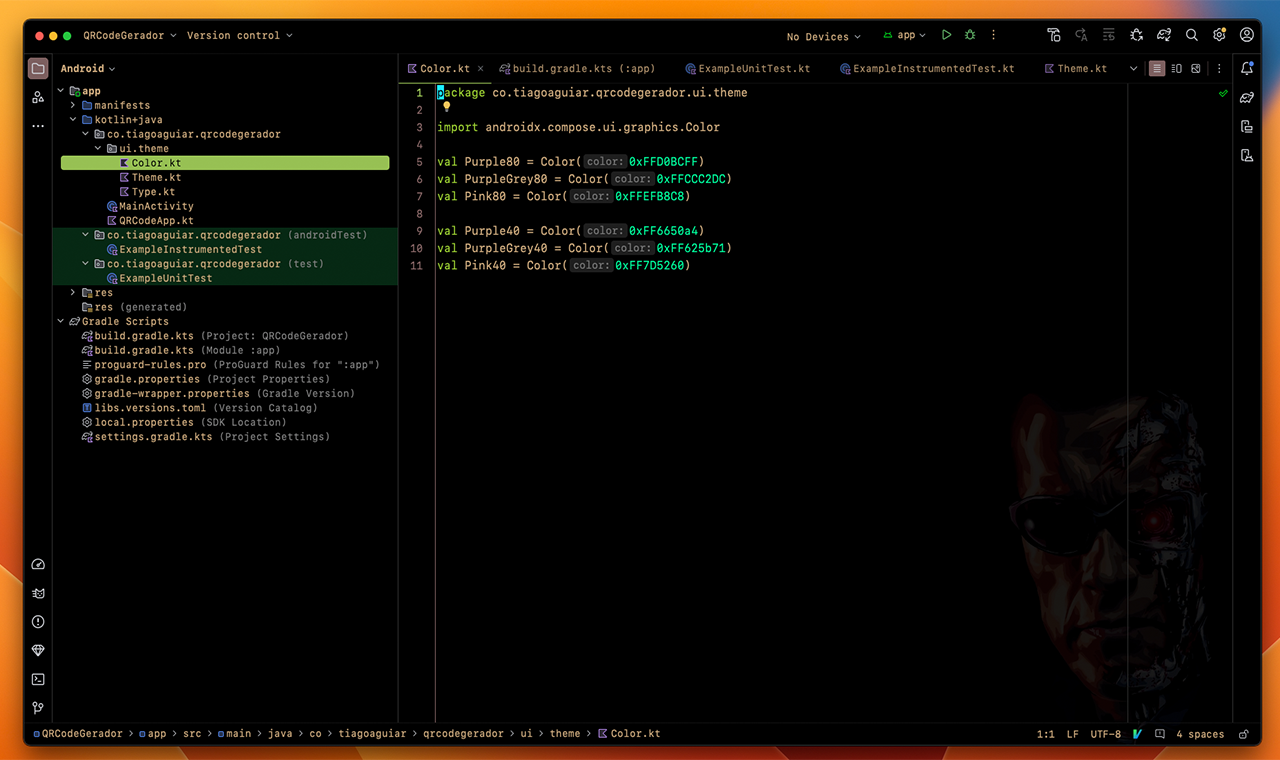 QRCodeGerador Version control No Devices app
Android
Color.kt build.gradle.kts (:app) ExampleUnitTest.kt ExampleInstrumentedTest.kt Theme.kt
app
manifests
kotlin+java
co.tiagoaguiar.qrcodegerador
ui.theme
Color.kt
Theme.kt
Type.kt
MainActivity
QRCodeApp.kt
co.tiagoaguiar.qrcodegerador (androidTest)
ExampleInstrumentedTest
co.tiagoaguiar.qrcodegerador (test)
ExampleUnitTest
res
res (generated)
Gradle Scripts
build.gradle.kts (Project: QRCodeGerador)
build.gradle.kts (Module :app)
proguard-rules.pro (ProGuard Rules for ":app")
gradle.properties (Project Properties)
gradle-wrapper.properties (Gradle Version)
libs.versions.toml (Version Catalog)
local.properties (SDK Location)
settings.gradle.kts (Project Settings)
1 package co.tiagoaguiar.qrcodegerador.ui.theme
2
3 import androidx.compose.ui.graphics.Color
4
5 val Purple80 = Color( color: 0xFFD0BCFF)
6 val PurpleGrey80 = Color( color: 0xFFCCC2DC)
7 val Pink80 = Color( color: 0xFFEFB8C8)
8
9 val Purple40 = Color( color: 0xFF6650a4)
10 val PurpleGrey40 = Color( color: 0xFF625b71)
11 val Pink40 = Color( color: 0xFF7D5260)
QRCodeGerador > app > src > main > java > co > tiagoaguiar > qrcodegerador > ui > theme > Color.kt 1:1 LF UTF-8 4 spaces